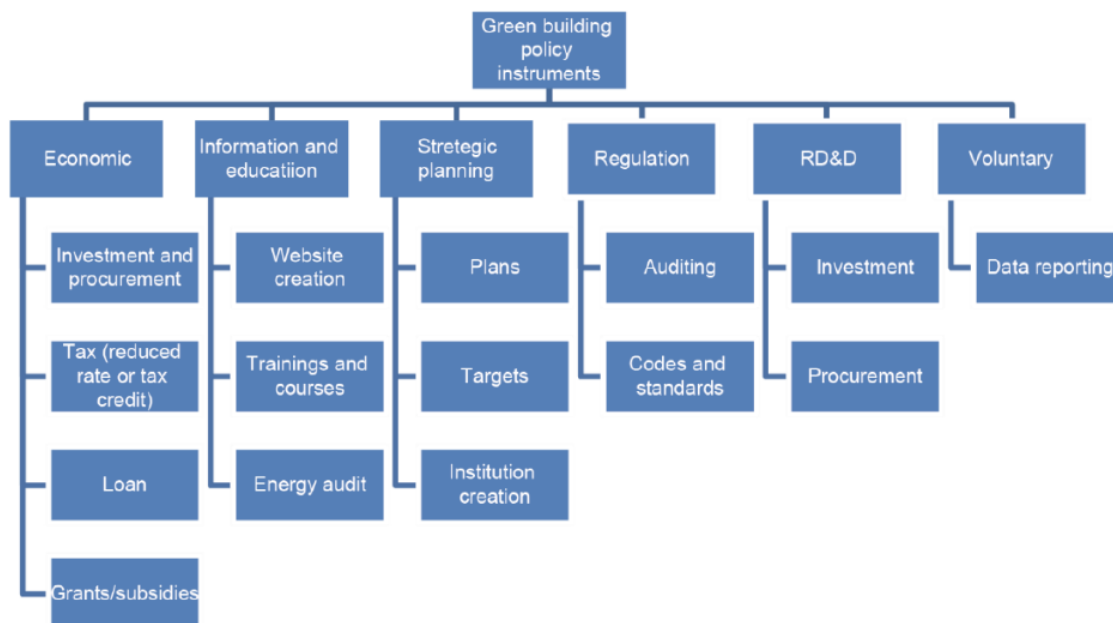 Green building
policy
instruments
Economic
Information and
educatiion
Stretegic
planning
Regulation
RD&D
Voluntary
Investment and
procurement
Website
creation
Plans
Auditing
Investment
Data reporting
Tax (reduced
rate or tax
credit)
Trainings and
courses
Targets
Codes and
standards
Procurement
Loan
Energy audit
Institution
creation
Grants/subsidies